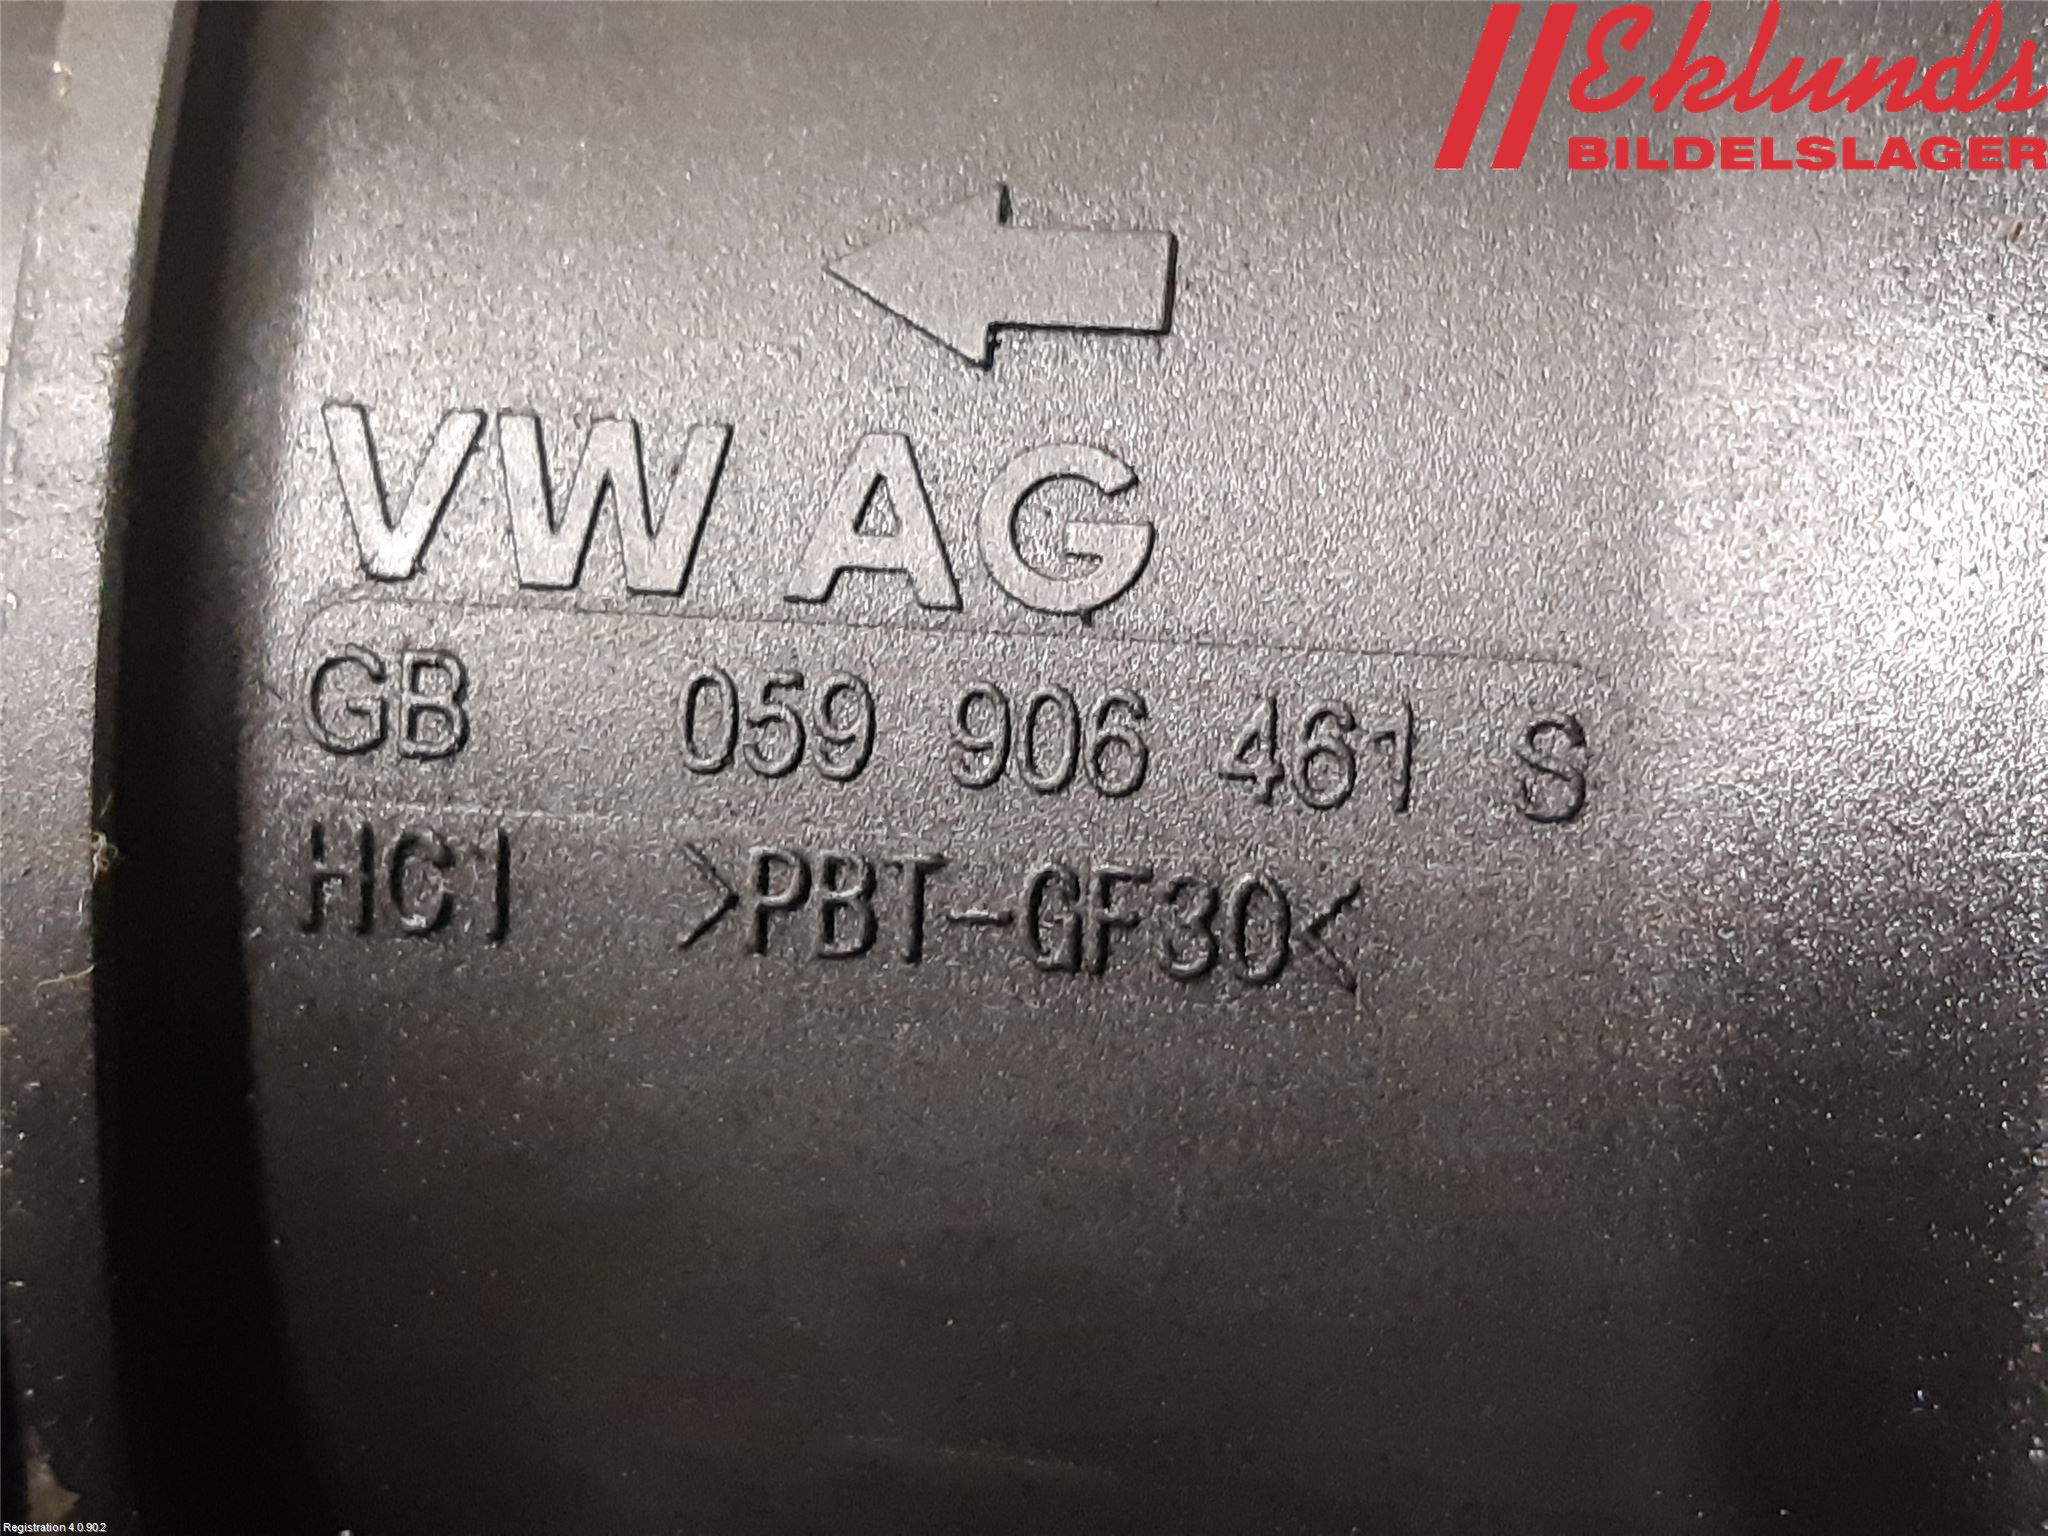 Eklunds
BILDELSLAGER
VW AG
GB 059 906 461 S
HC1 >PBT-GF30<
Registration 4.0.90.2